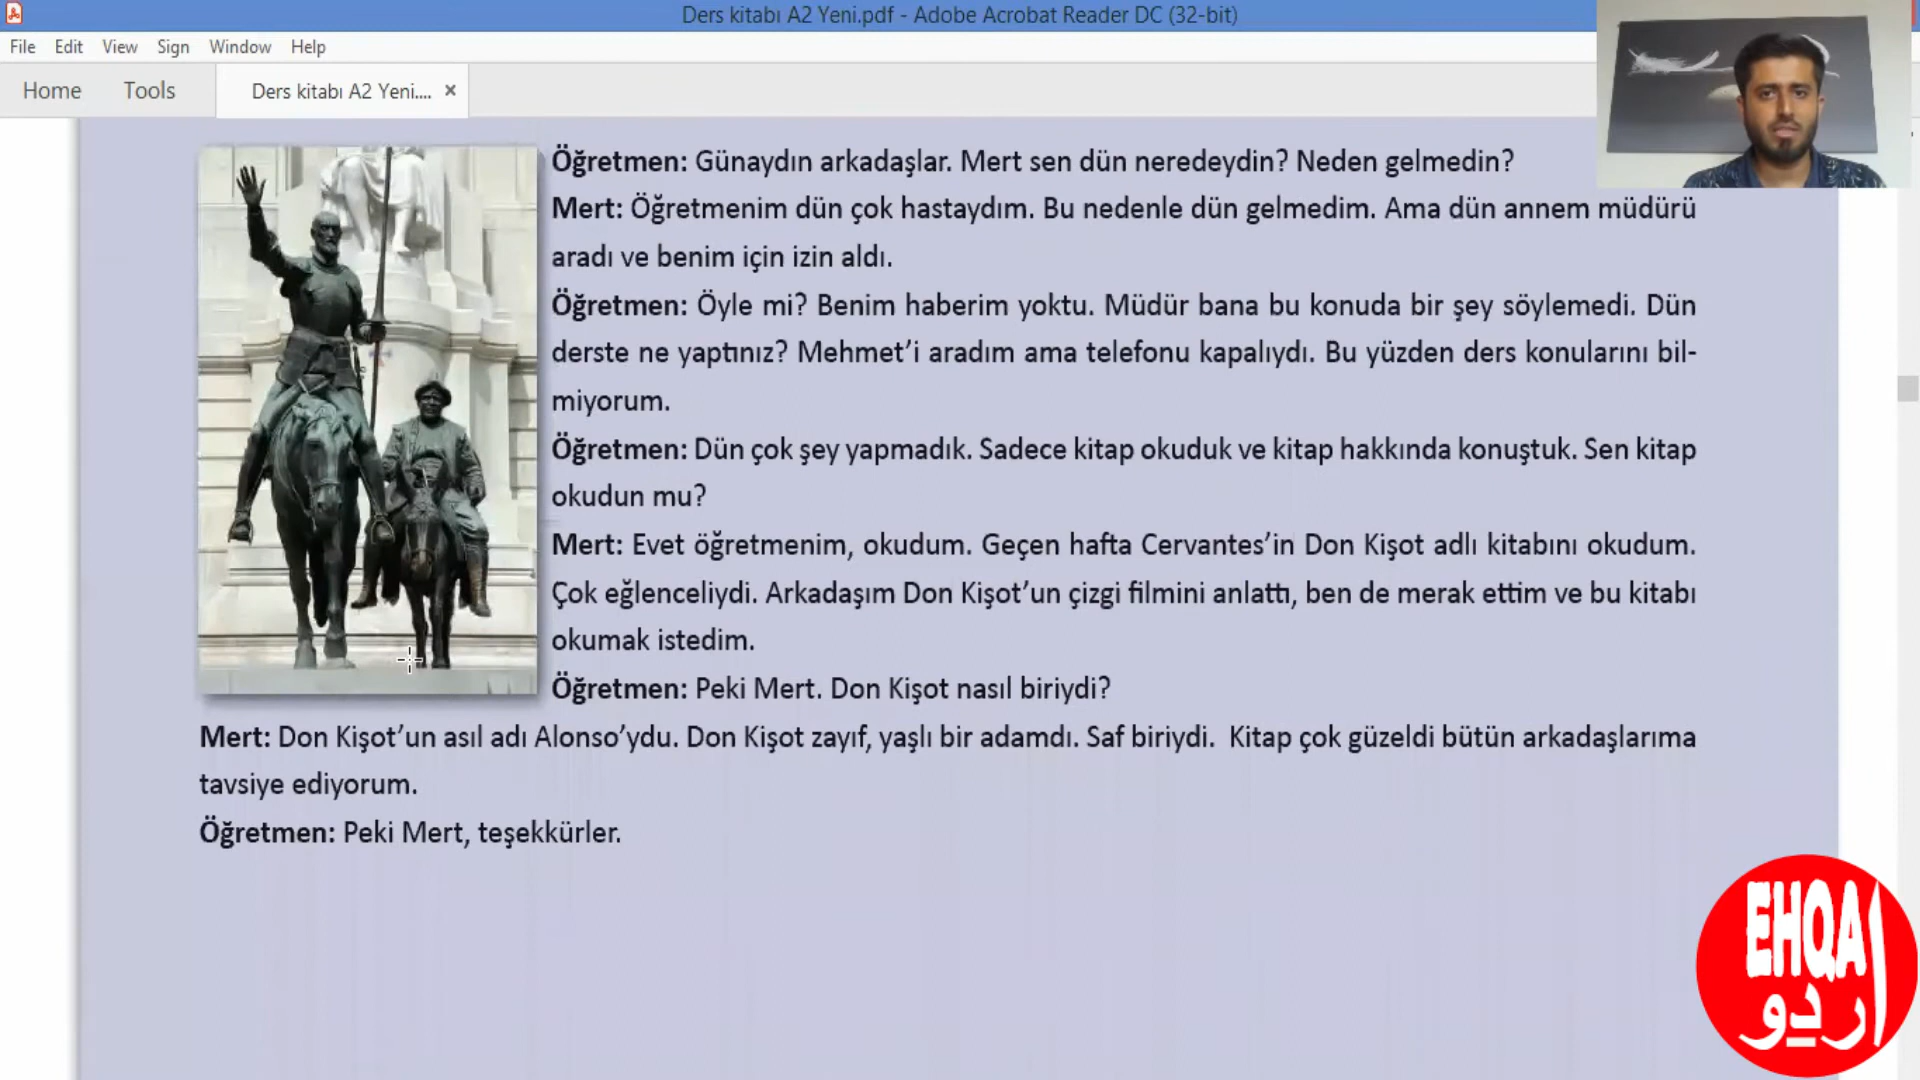 Ders kitabı A2 Yeni.pdf - Adobe Acrobat Reader DC (32-bit)
File Edit View Sign Window Help
Home Tools Ders kitabı A2 Yeni.... ×
Öğretmen: Günaydın arkadaşlar. Mert sen dün neredeydin? Neden gelmedin?
Mert: Öğretmenim dün çok hastaydım. Bu nedenle dün gelmedim. Ama dün annem müdürü
aradı ve benim için izin aldı.
Öğretmen: Öyle mi? Benim haberim yoktu. Müdür bana bu konuda bir şey söylemedi. Dün
derste ne yaptınız? Mehmet’i aradım ama telefonu kapalıydı. Bu yüzden ders konularını bil-
miyorum.
Öğretmen: Dün çok şey yapmadık. Sadece kitap okuduk ve kitap hakkında konuştuk. Sen kitap
okudun mu?
Mert: Evet öğretmenim, okudum. Geçen hafta Cervantes’in Don Kişot adlı kitabını okudum.
Çok eğlenceliydi. Arkadaşım Don Kişot’un çizgi filmini anlattı, ben de merak ettim ve bu kitabı
okumak istedim.
Öğretmen: Peki Mert. Don Kişot nasıl biriydi?
Mert: Don Kişot’un asıl adı Alonso’ydu. Don Kişot zayıf, yaşlı bir adamdı. Saf biriydi. Kitap çok güzeldi bütün arkadaşlarıma
tavsiye ediyorum.
Öğretmen: Peki Mert, teşekkürler.
EHQA
اردو